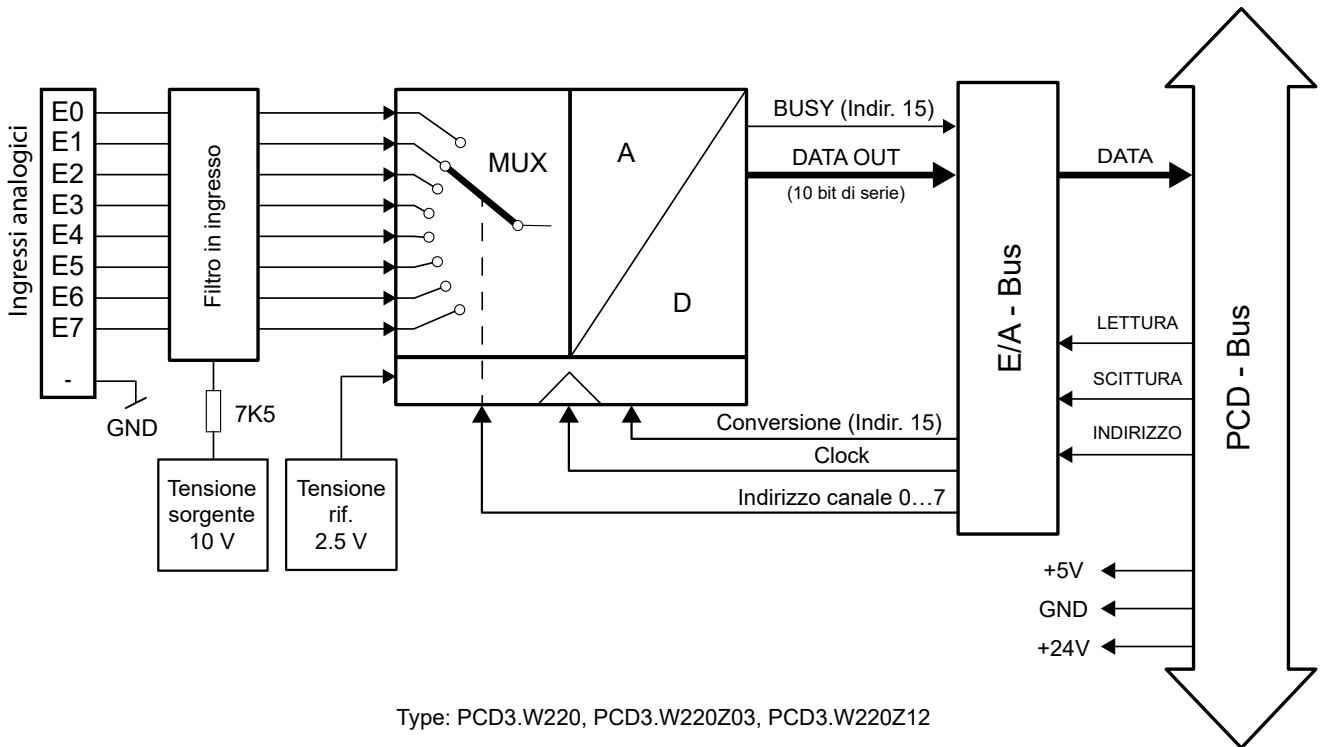 Ingressi analogici
E0
E1
E2
E3
E4
E5
E6
E7
-
GND
Filtro in ingresso
7K5
Tensione
sorgente
10 V
Tensione
rif.
2.5 V
MUX
A
D
BUSY (Indir. 15)
DATA OUT
(10 bit di serie)
Conversione (Indir. 15)
Clock
Indirizzo canale 0…7
E/A - Bus
DATA
LETTURA
SCITTURA
INDIRIZZO
+5V
GND
+24V
PCD - Bus
Type: PCD3.W220, PCD3.W220Z03, PCD3.W220Z12